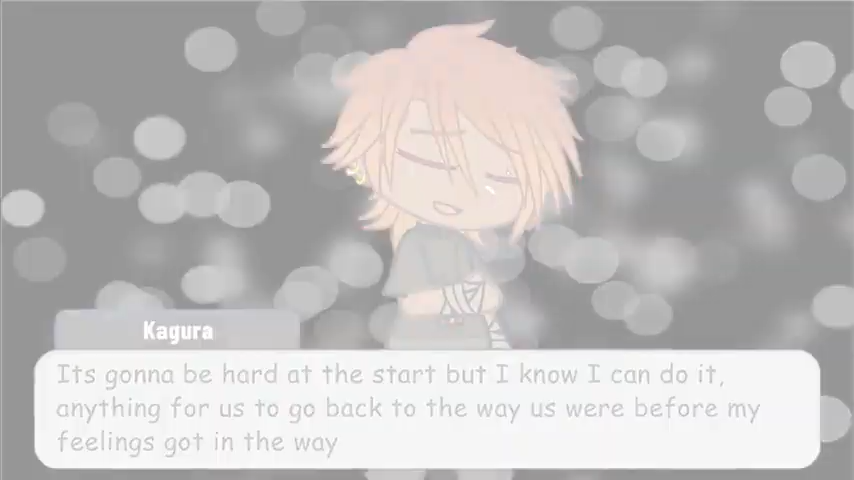 Kagura
Its gonna be hard at the start but I know I can do it,
anything for us to go back to the way us were before my
feelings got in the way